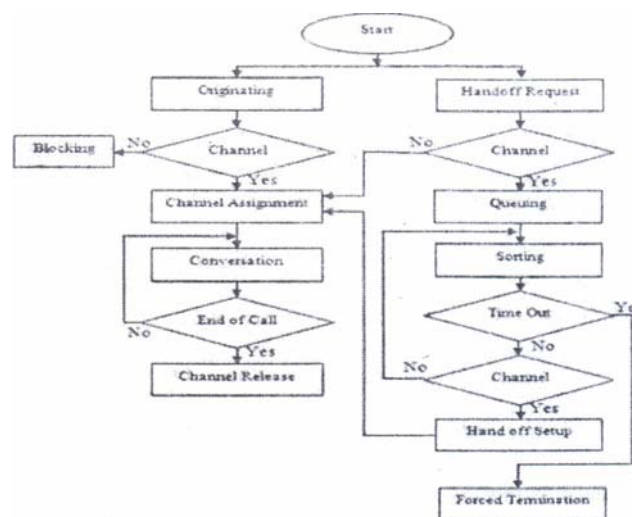 Start
Originating
Handoff Request
Channel
No
Blocking
Yes
Channel Assignment
Conversation
End of Call
No
Yes
Channel Release
Channel
No
Yes
Queuing
Sorting
Time Out
Ye
No
Channel
No
Yes
Hand off Setup
Forced Termination